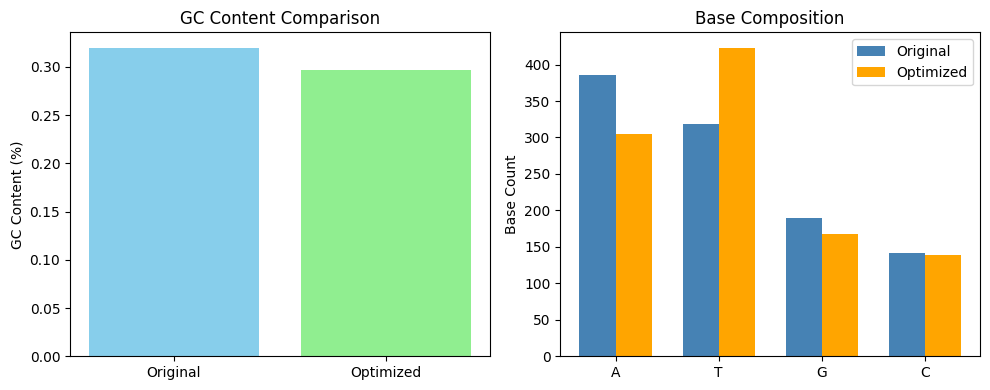 GC Content Comparison
GC Content (%)
0.30
0.25
0.20
0.15
0.10
0.05
0.00
Original
Optimized
Base Composition
Base Count
400
350
300
250
200
150
100
50
0
A
T
G
C
Original
Optimized